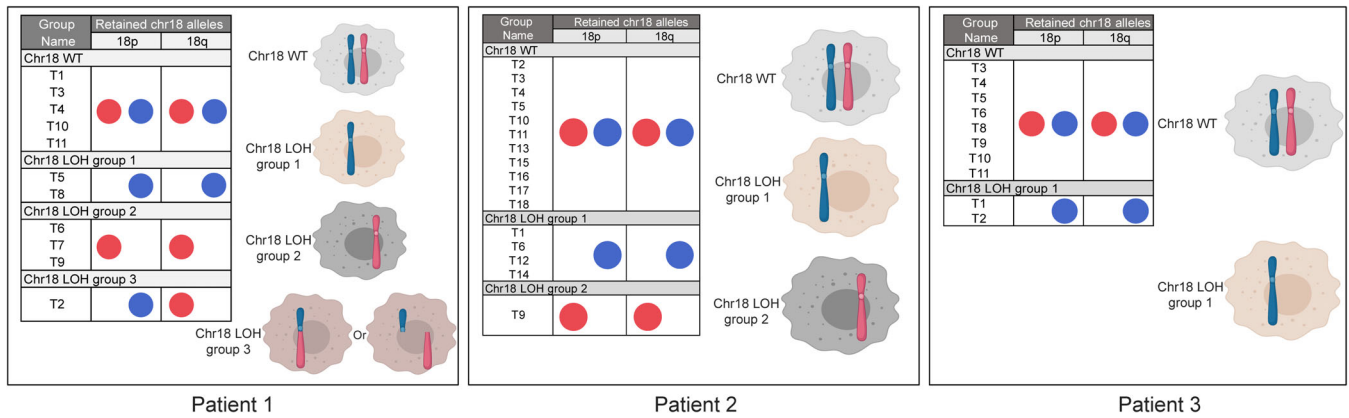 Group Name
Retained chr18 alleles
18p 18q
Chr18 WT
T1
T3
T4
T10
T11
Chr18 LOH group 1
T5
T8
Chr18 LOH group 2
T6
T7
T9
Chr18 LOH group 3
T2
Chr18 WT
Chr18 LOH
group 1
Chr18 LOH
group 2
Chr18 LOH
group 3
Or
Patient 1
Group Name
Retained chr18 alleles
18p 18q
Chr18 WT
T2
T3
T4
T5
T10
T11
T13
T15
T16
T17
T18
Chr18 LOH group 1
T1
T6
T12
T14
Chr18 LOH group 2
T9
Chr18 WT
Chr18 LOH
group 1
Chr18 LOH
group 2
Patient 2
Group Name
Retained chr18 alleles
18p 18q
Chr18 WT
T3
T4
T5
T6
T8
T9
T10
T11
Chr18 LOH group 1
T1
T2
Chr18 WT
Chr18 LOH
group 1
Patient 3